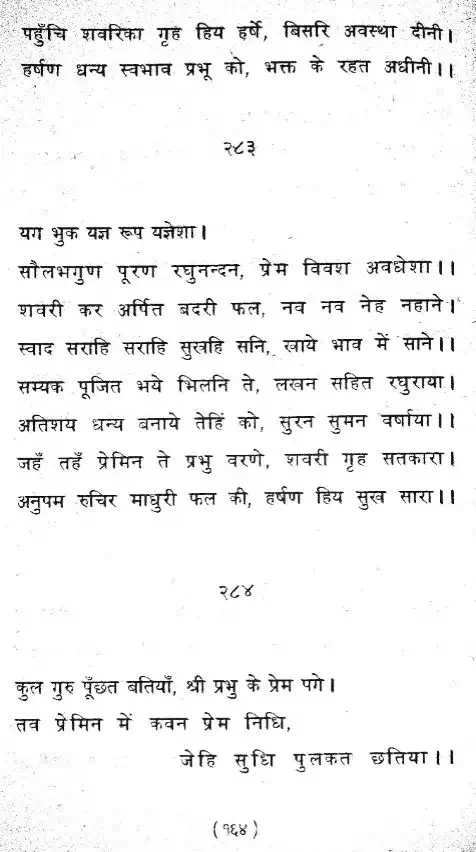 पहुँचि शवरिका गृह हिय हर्षे, बिसरि अवस्था दीनी।
हर्षण धन्य स्वभाव प्रभू को, भक्त के रहत अधीनी।।
२८३
यग भुक यज्ञ रूप यज्ञेशा।
सौलभगुण पूरण रघुनन्दन, प्रेम विवश अवधेशा।।
शवरी कर अर्पित बदरी फल, नव नव नेह नहाने।
स्वाद सराहि सराहि सुखहि सनि, खाये भाव में साने।।
सम्यक पूजित भये भिलनि ते, लखन सहित रघुराया।
अतिशय धन्य बनाये तेहिं को, सुरन सुमन वर्षाया।।
जहँ तहँ प्रेमिन ते प्रभु वरणे, शवरी गृह सतकारा।
अनुपम रुचिर माधुरी फल की, हर्षण हिय सुख सारा।।
२८४
कुल गुरु पूँछत बतियाँ, श्री प्रभु के प्रेम पगे।
तव प्रेमिन में कवन प्रेम निधि,
जेहि सुधि पुलकत छतिया।।
(१६४)